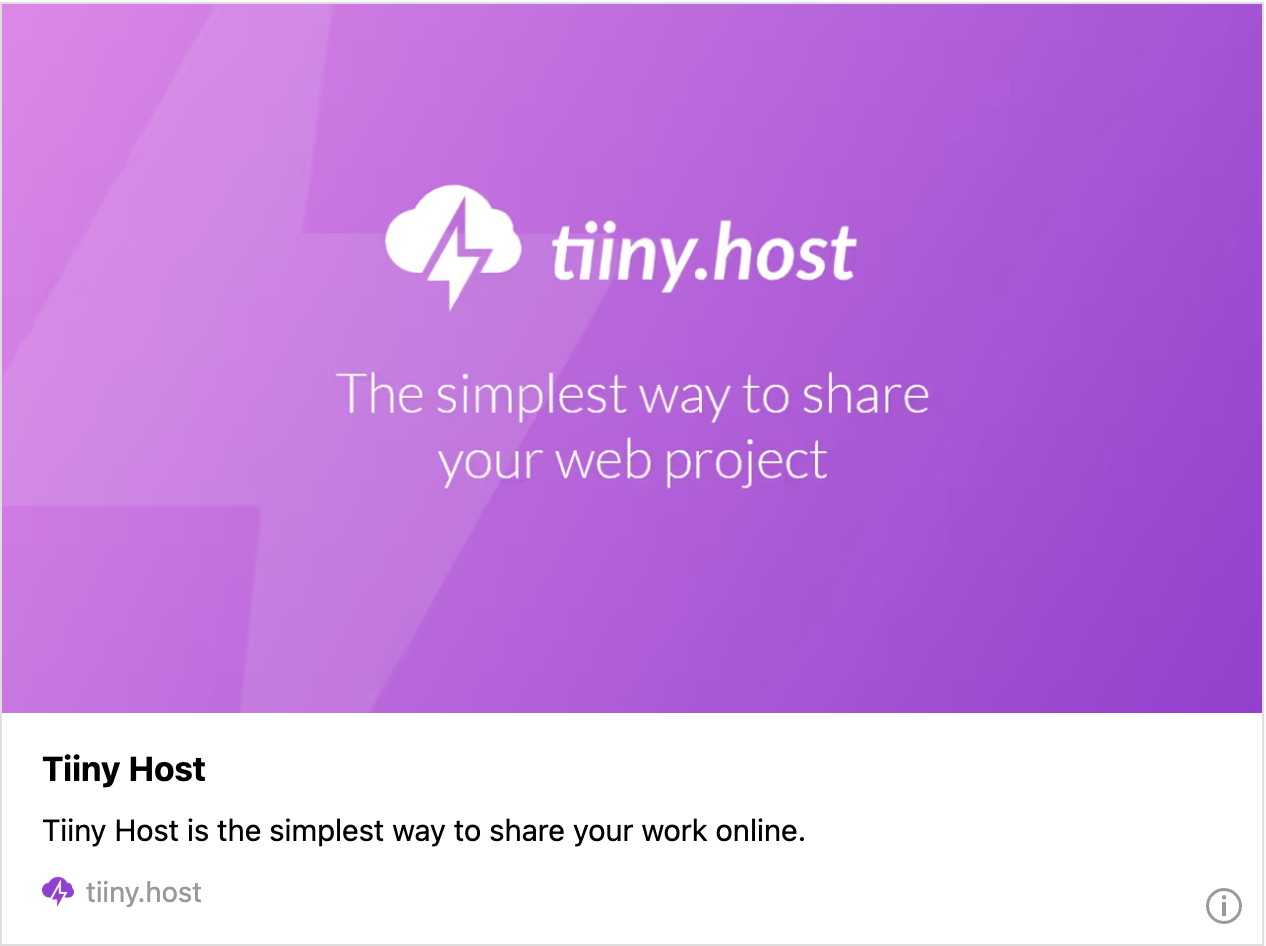 tiiny.host
The simplest way to share
your web project
Tiiny Host
Tiiny Host is the simplest way to share your work online.
tiiny.host